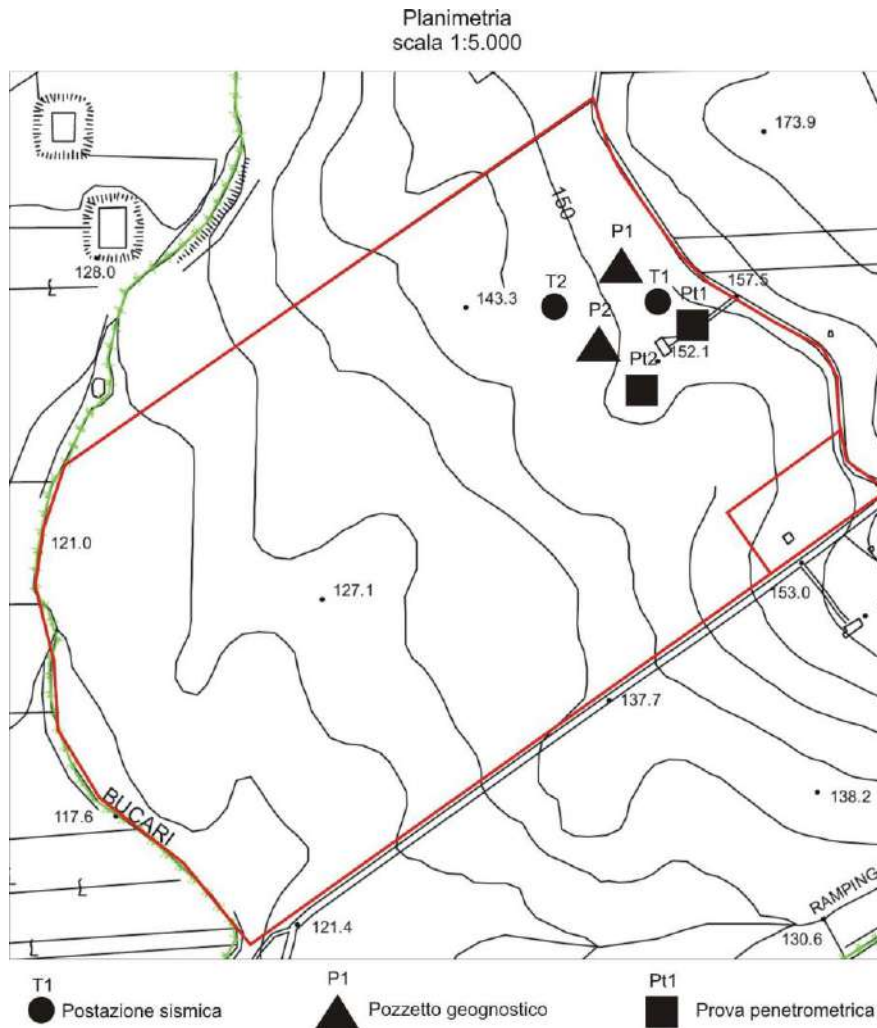 Planimetria
scala 1:5.000
173.9
150
P1
128.0
T2
T1
157.5
143.3
Pt1
P2
152.1
Pt2
121.0
127.1
153.0
137.7
138.2
BUCARI
117.6
RAMPING
121.4
130.6
T1
P1
Pt1
Postazione sismica
Pozzetto geognostico
Prova penetrometrica